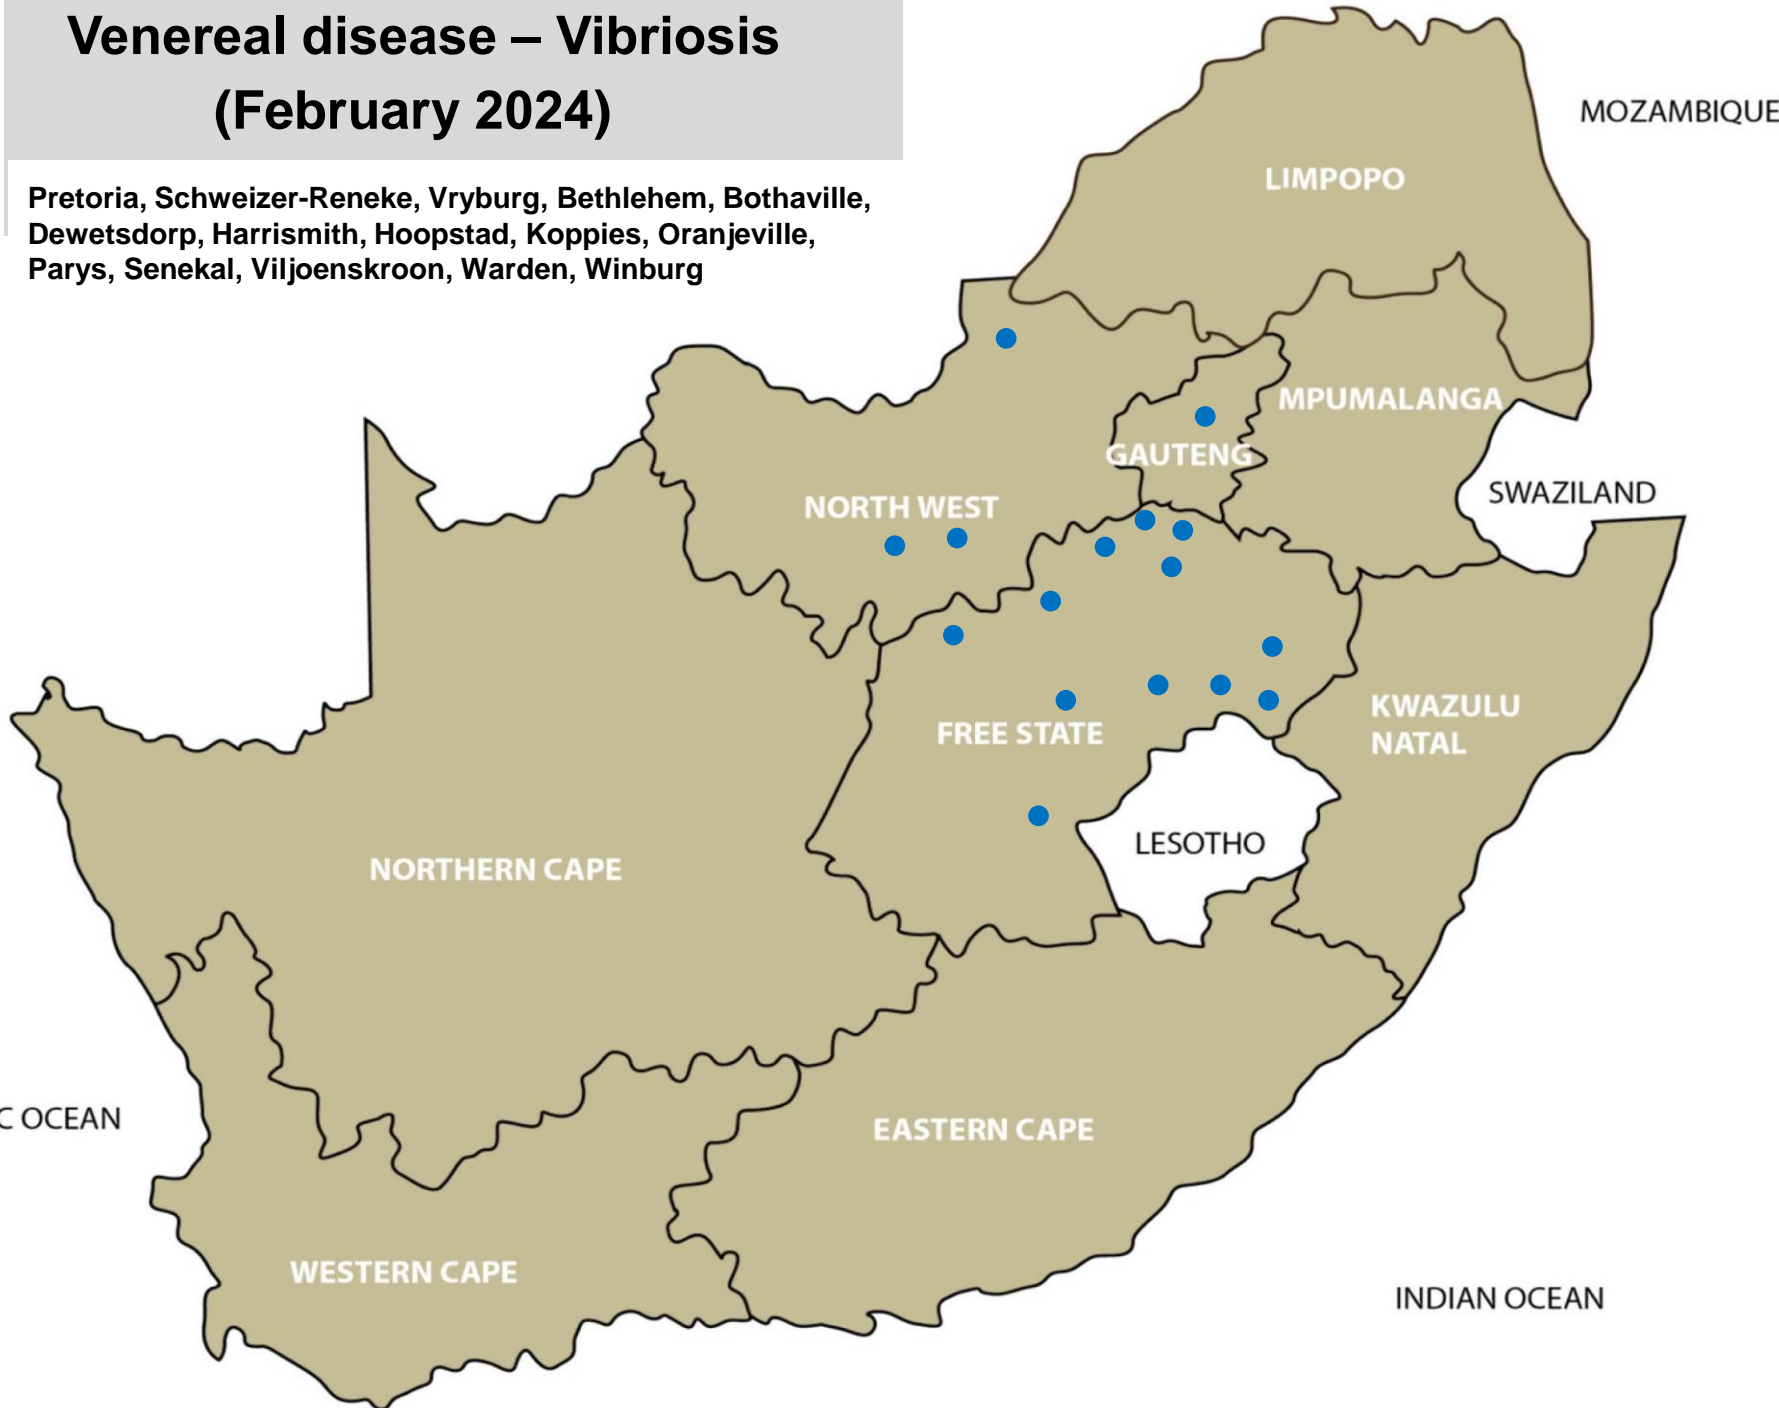 Venereal disease – Vibriosis
(February 2024)
Pretoria, Schweizer-Reneke, Vryburg, Bethlehem, Bothaville,
Dewetsdorp, Harrismith, Hoopstad, Koppies, Oranjeville,
Parys, Senekal, Viljoenskroon, Warden, Winburg
MOZAMBIQUE
LIMPOPO
MPUMALANGA
GAUTENG
SWAZILAND
NORTH WEST
KWAZULU
NATAL
FREE STATE
LESOTHO
NORTHERN CAPE
C OCEAN
EASTERN CAPE
WESTERN CAPE
INDIAN OCEAN